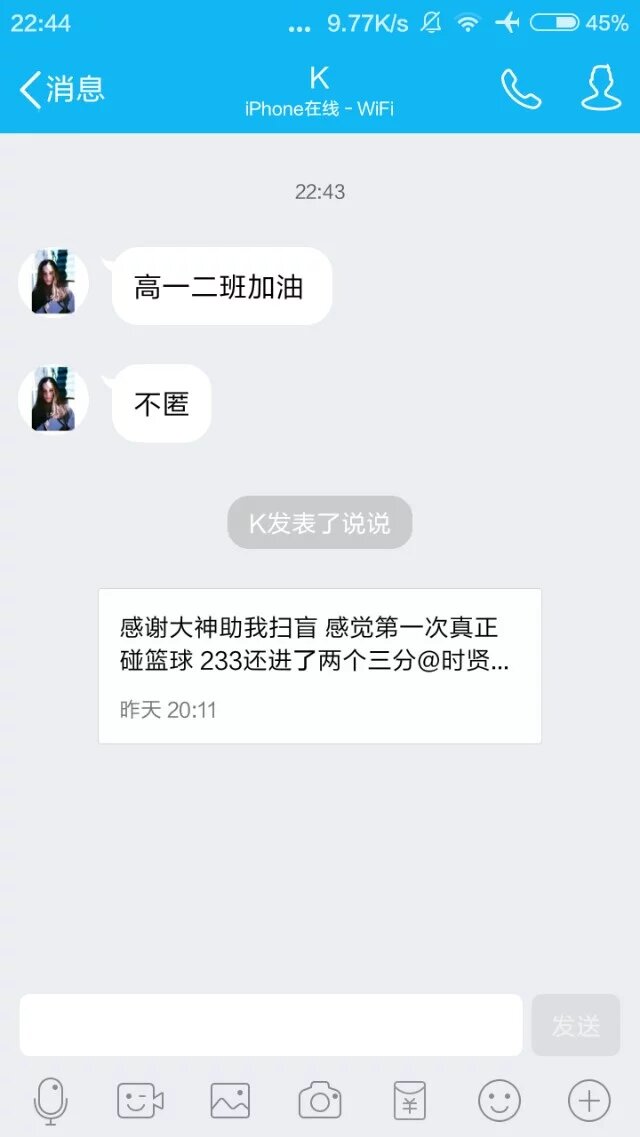 22:44
... 9.77K/s
45%
消息
K
iPhone在线 - WiFi
22:43
高一二班加油
不匿
K发表了说说
感谢大神助我扫盲 感觉第一次真正
碰篮球 233还进了两个三分@时贤...
昨天 20:11
发送